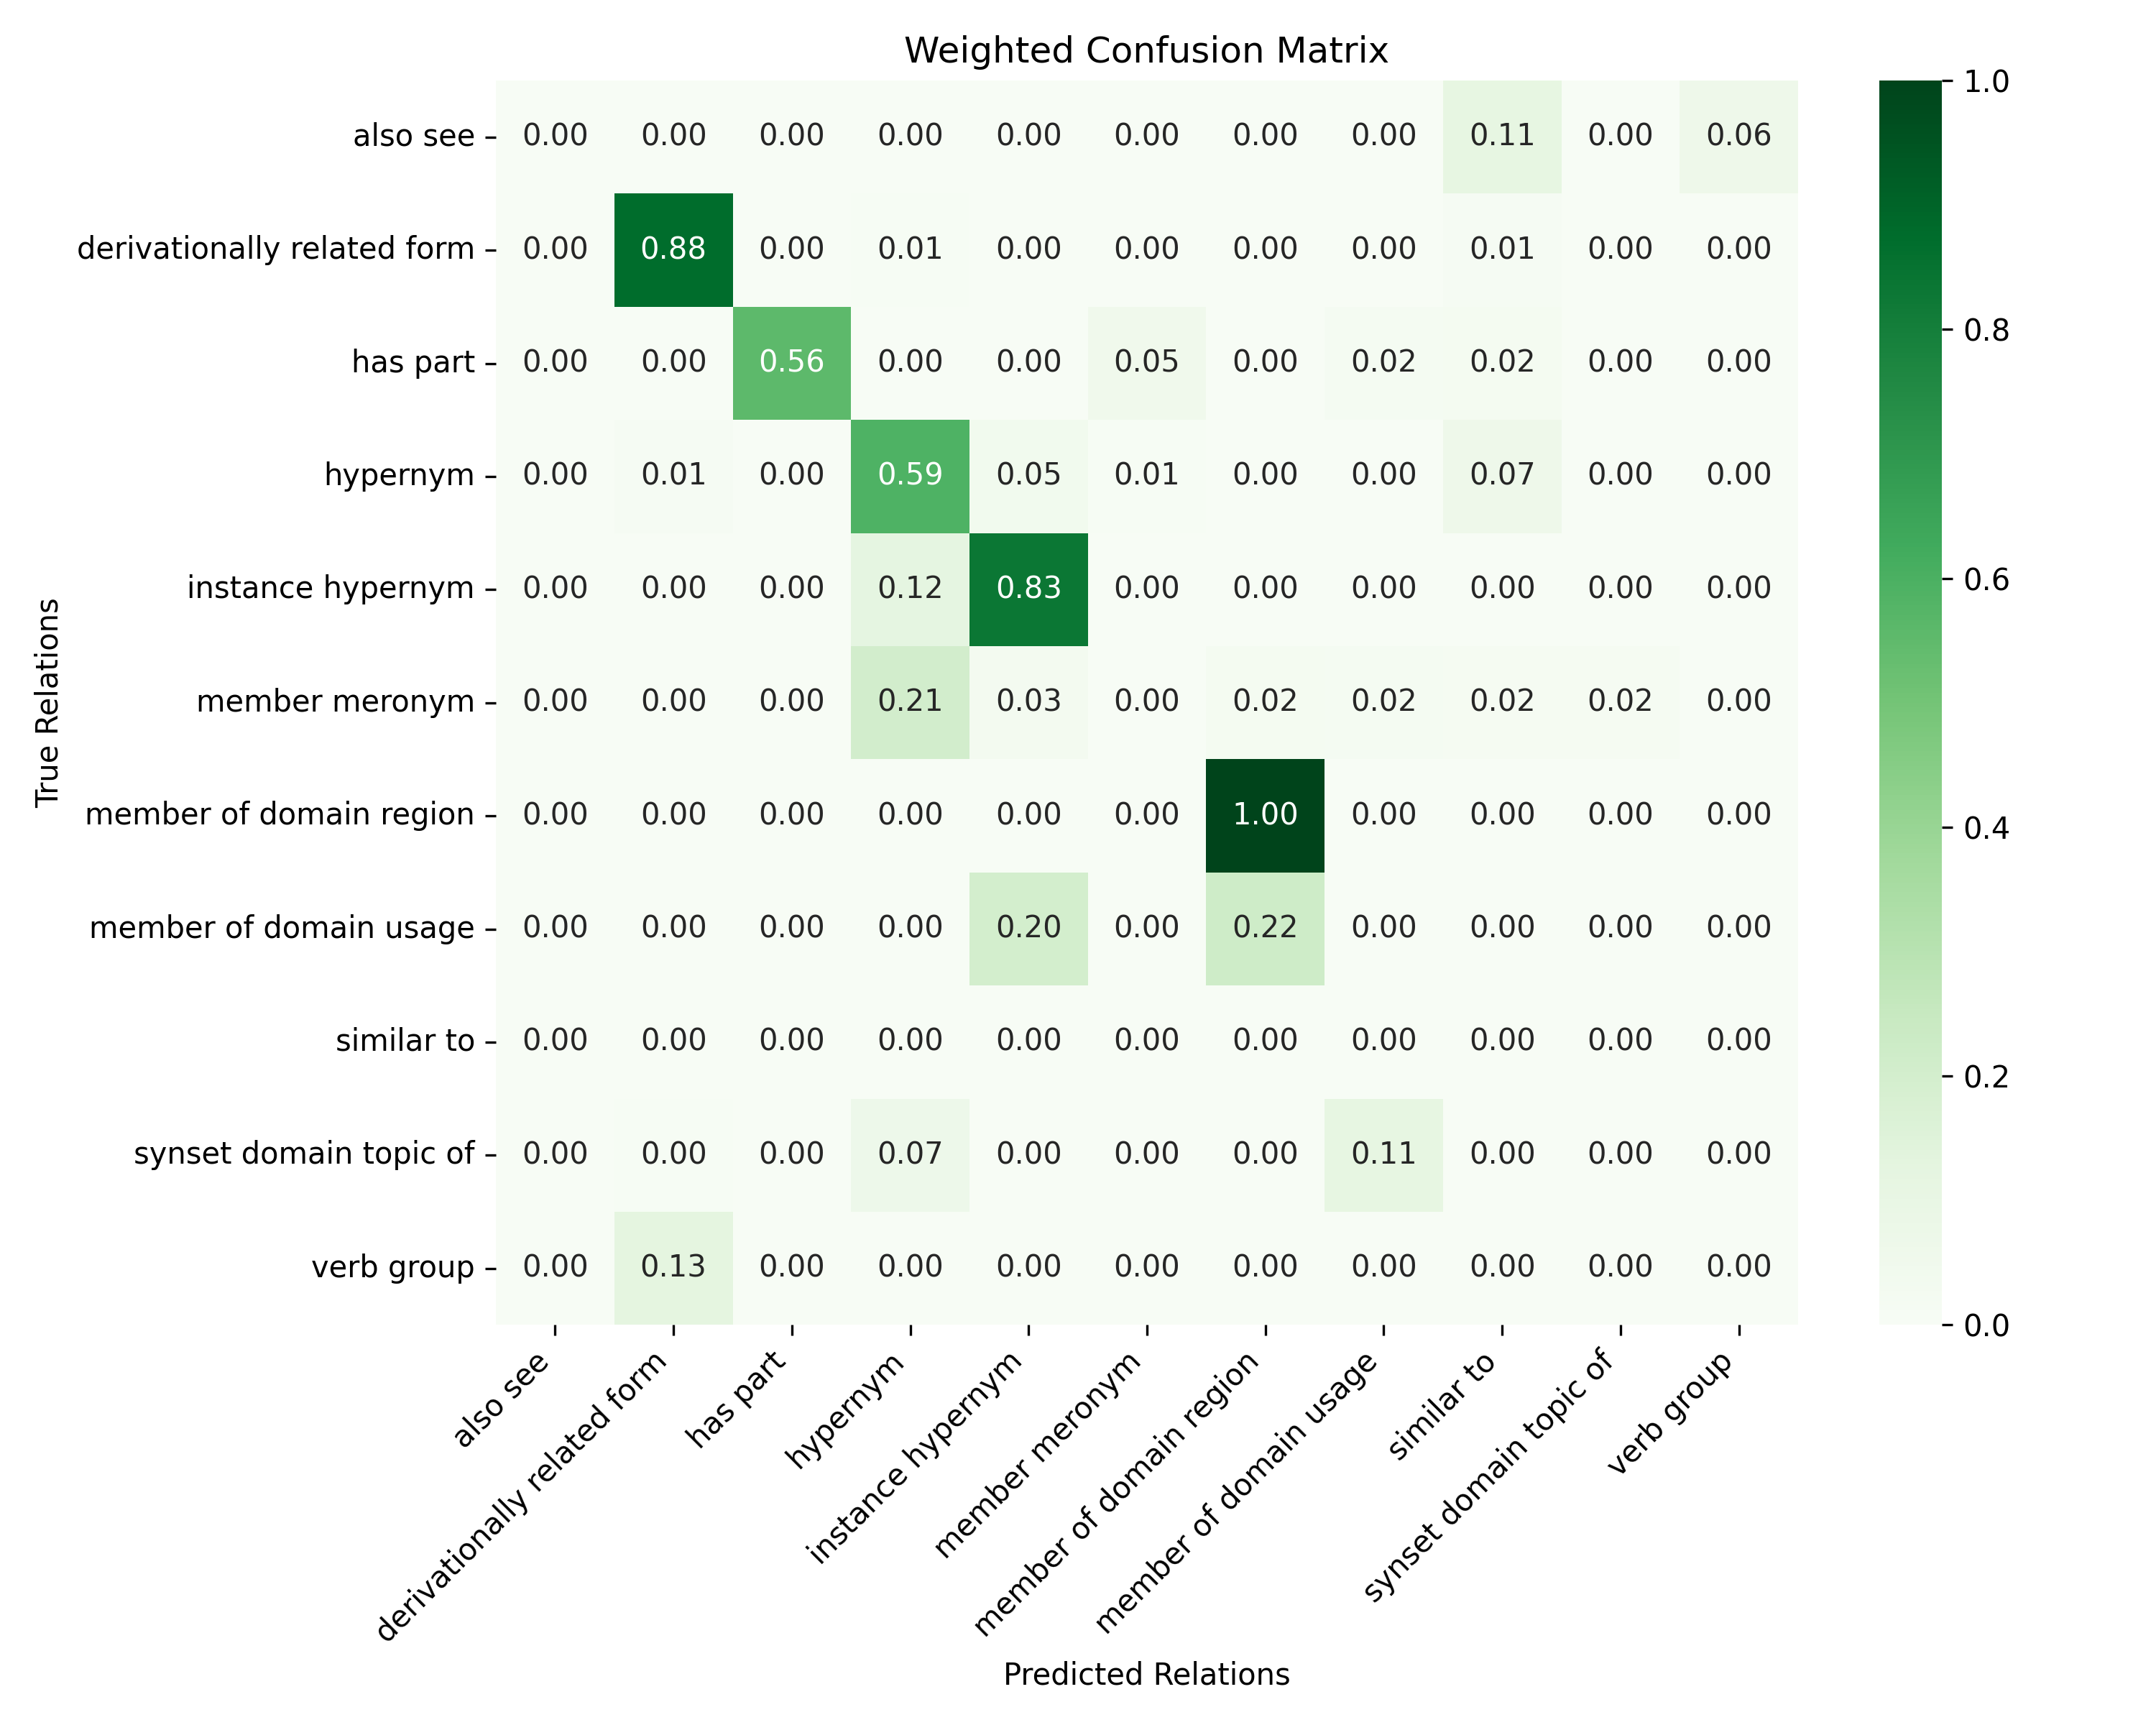 Weighted Confusion Matrix
also see 0.00 0.00 0.00 0.00 0.00 0.00 0.00 0.00 0.11 0.00 0.06
derivationally related form 0.00 0.88 0.00 0.01 0.00 0.00 0.00 0.00 0.01 0.00 0.00
has part 0.00 0.00 0.56 0.00 0.00 0.05 0.00 0.02 0.02 0.00 0.00
hypernym 0.00 0.01 0.00 0.59 0.05 0.01 0.00 0.00 0.07 0.00 0.00
instance hypernym 0.00 0.00 0.00 0.12 0.83 0.00 0.00 0.00 0.00 0.00 0.00
member meronym 0.00 0.00 0.00 0.21 0.03 0.00 0.02 0.02 0.02 0.02 0.00
member of domain region 0.00 0.00 0.00 0.00 0.00 0.00 1.00 0.00 0.00 0.00 0.00
member of domain usage 0.00 0.00 0.00 0.00 0.20 0.00 0.22 0.00 0.00 0.00 0.00
similar to 0.00 0.00 0.00 0.00 0.00 0.00 0.00 0.00 0.00 0.00 0.00
synset domain topic of 0.00 0.00 0.00 0.07 0.00 0.00 0.00 0.11 0.00 0.00 0.00
verb group 0.00 0.13 0.00 0.00 0.00 0.00 0.00 0.00 0.00 0.00 0.00
True Relations
also see
derivationally related form
has part
hypernym
instance hypernym
member meronym
member of domain region
member of domain usage
similar to
synset domain topic of
verb group
Predicted Relations
1.0
0.8
0.6
0.4
0.2
0.0